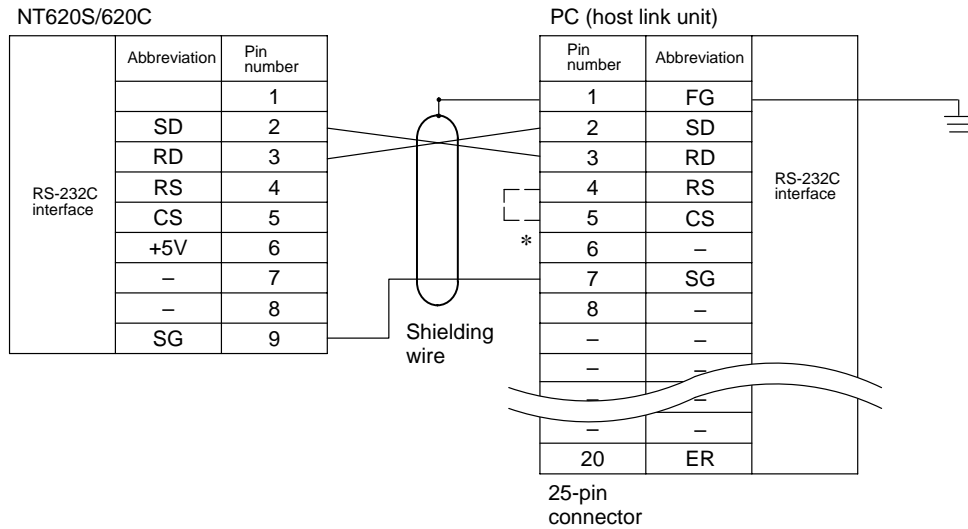 NT620S/620C
Abbreviation Pin number
RS-232C interface
1
SD 2
RD 3
RS 4
CS 5
+5V 6
– 7
– 8
SG 9
Shielding wire
PC (host link unit)
Pin number Abbreviation
1 FG
2 SD
3 RD
4 RS
5 CS
*
6 –
7 SG
8 –
– –
– –
– –
– –
20 ER
RS-232C interface
25-pin connector